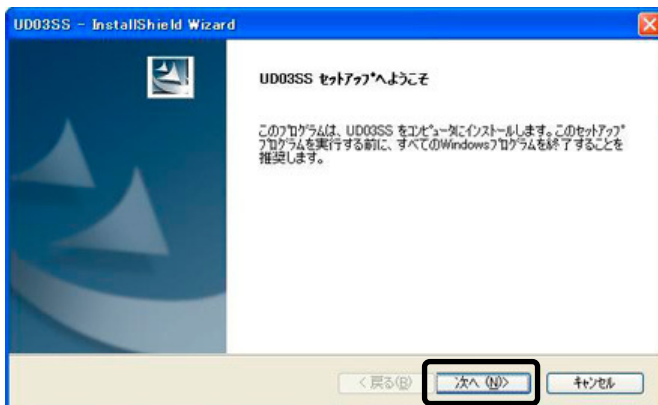 UD03SS - InstallShield Wizard
UD03SS ｾｯﾄｱｯﾌﾟへようこそ
このﾌﾟﾛｸﾞﾗﾑは、UD03SS をｺﾝﾋﾟｭｰﾀにｲﾝｽﾄｰﾙします。このｾｯﾄｱｯﾌﾟ
ﾌﾟﾛｸﾞﾗﾑを実行する前に、すべてのWindowsﾌﾟﾛｸﾞﾗﾑを終了することを
推奨します。
< 戻る(B)
次へ (N)>
ｷｬﾝｾﾙ